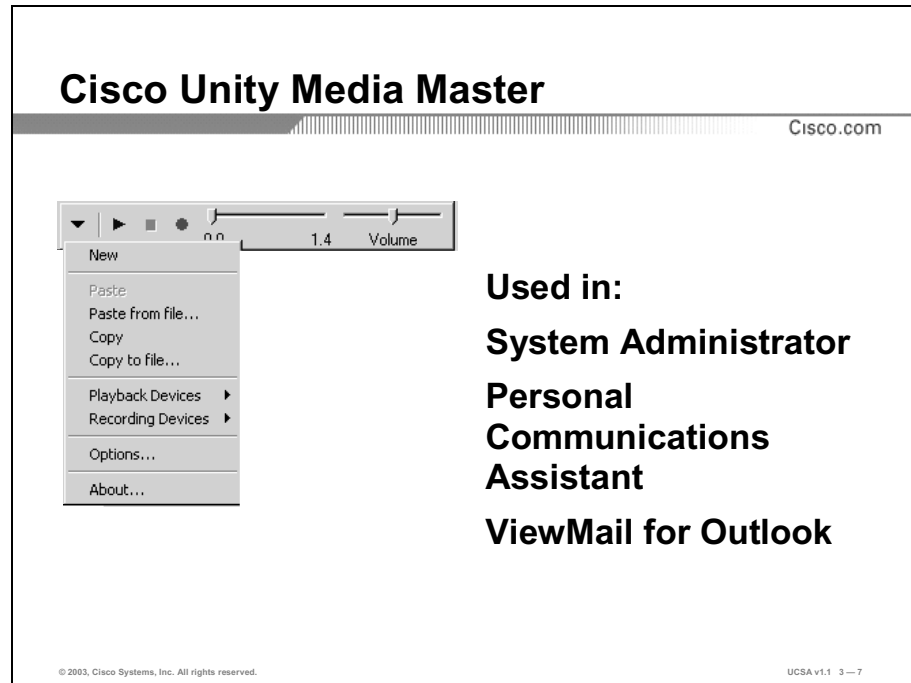 Cisco Unity Media Master
Cisco.com
0.0 1.4 Volume
New
Paste
Paste from file...
Copy
Copy to file...
Playback Devices
Recording Devices
Options...
About...
Used in:
System Administrator
Personal
Communications
Assistant
ViewMail for Outlook
© 2003, Cisco Systems, Inc. All rights reserved.
UCSA v1.1 3—7